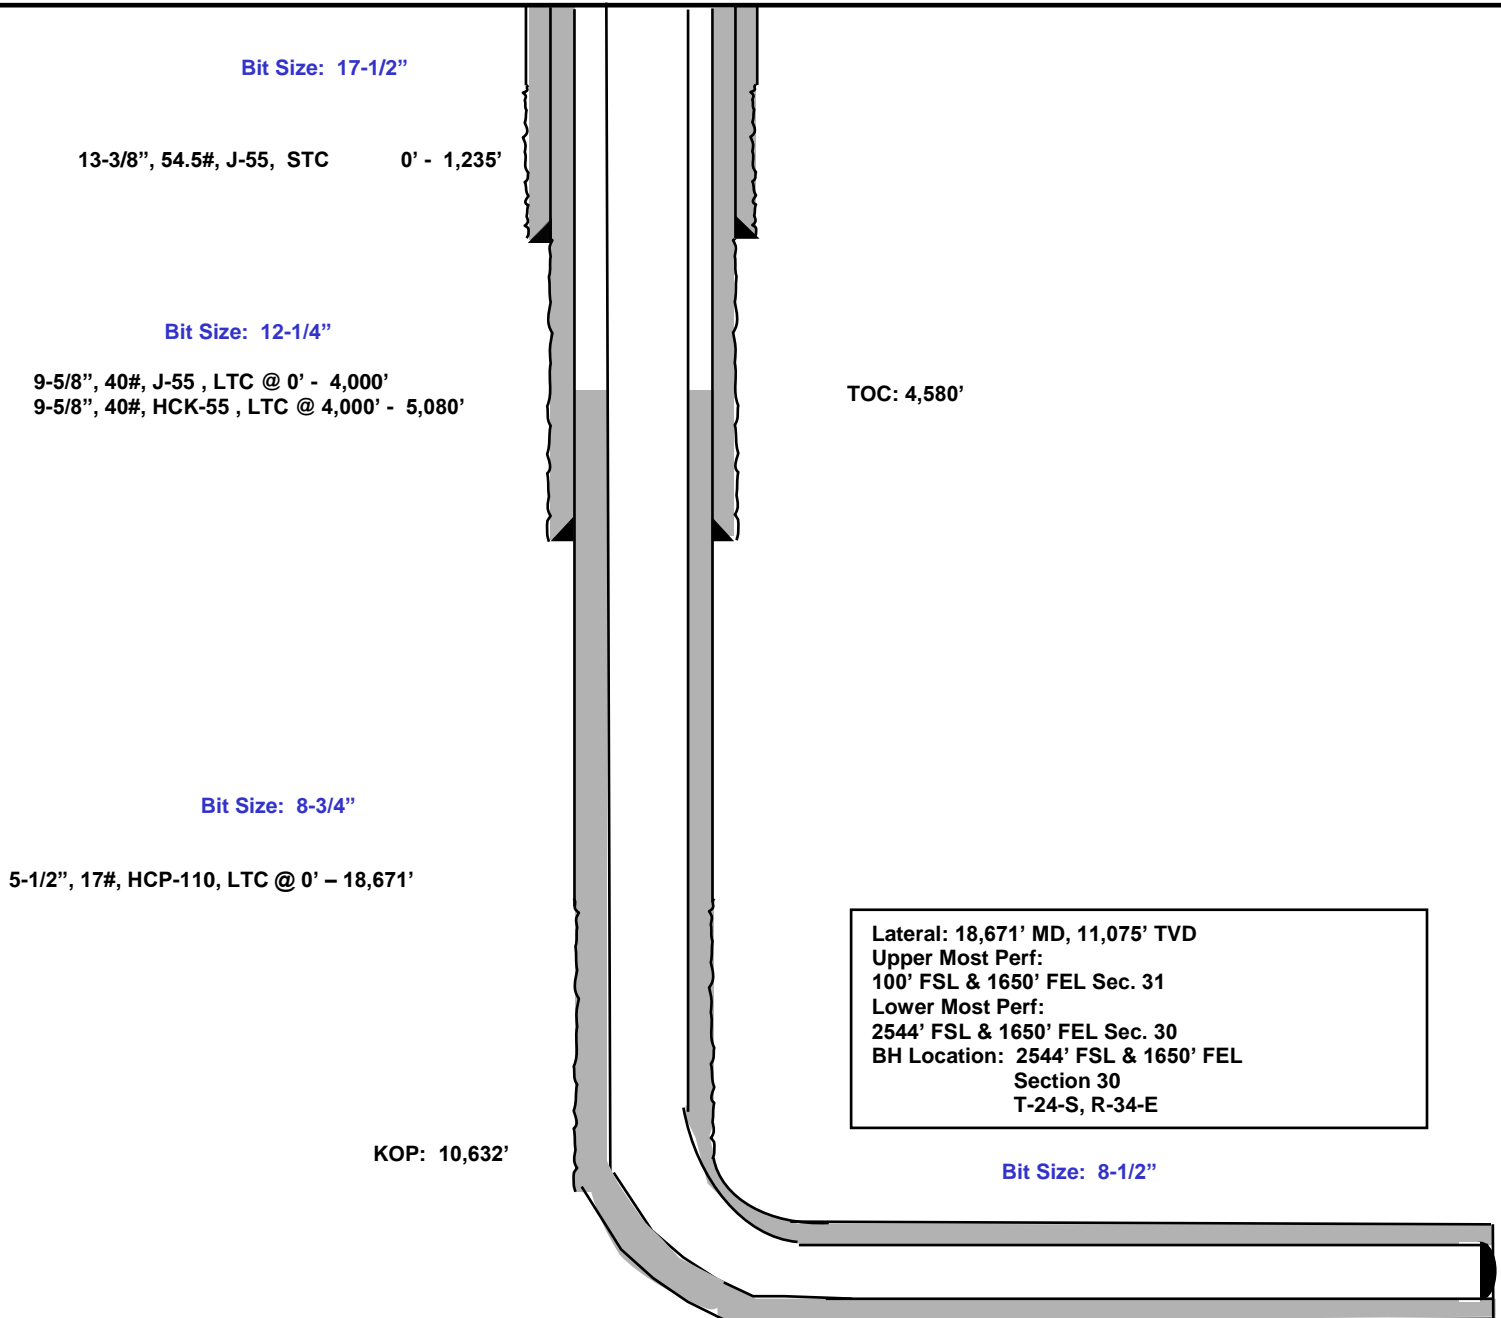 Bit Size:  17-1/2”
13-3/8”, 54.5#, J-55,  STC 0’ -  1,235’
Bit Size:  12-1/4”
9-5/8”, 40#, J-55 , LTC @ 0’ -  4,000’
9-5/8”, 40#, HCK-55 , LTC @ 4,000’ -  5,080’
TOC: 4,580’
Bit Size:  8-3/4”
5-1/2”, 17#, HCP-110, LTC @ 0’ – 18,671’
Lateral: 18,671’ MD, 11,075’ TVD
Upper Most Perf:
100’ FSL & 1650’ FEL Sec. 31
Lower Most Perf:
2544’ FSL & 1650’ FEL Sec. 30
BH Location:  2544’ FSL & 1650’ FEL
Section 30
T-24-S, R-34-E
KOP:  10,632’
Bit Size:  8-1/2”